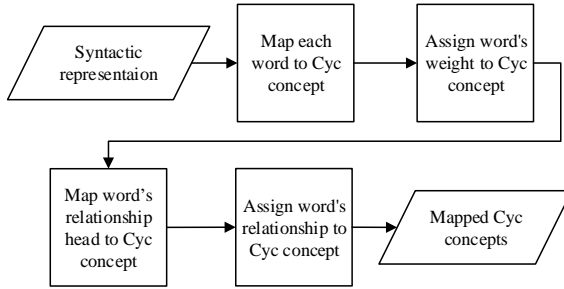 Syntactic
representaion
Map each
word to Cyc
concept
Assign word's
weight to Cyc
concept
Map word’s
relationship
head to Cyc
concept
Assign word's
relationship to
Cyc concept
Mapped Cyc
concepts